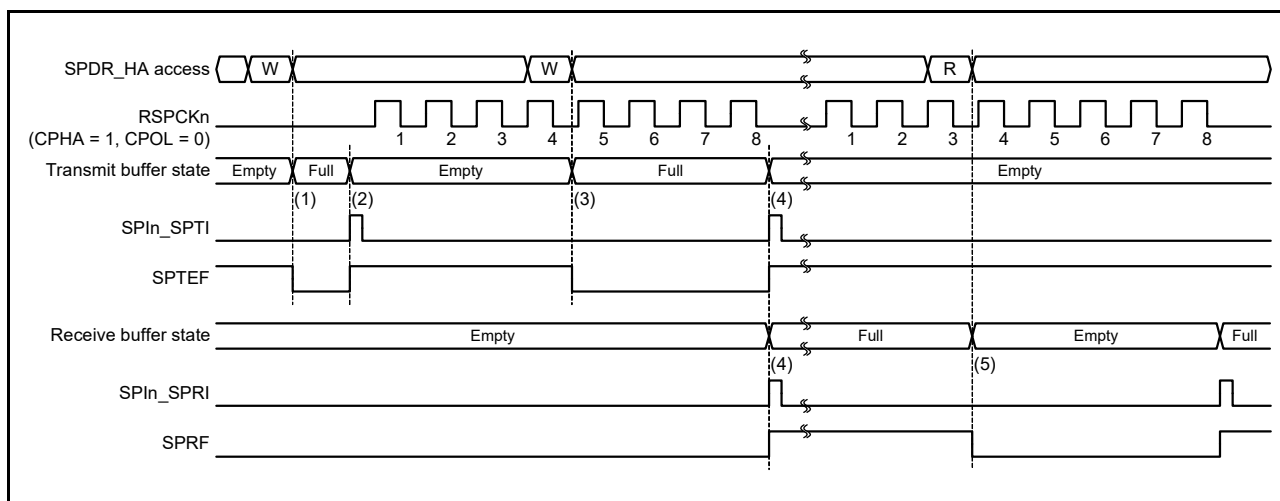 SPDR_HA access W W R
RSPCKn
(CPHA = 1, CPOL = 0)
1 2 3 4 5 6 7 8 1 2 3 4 5 6 7 8
Transmit buffer state Empty Full Empty Full Empty
(1) (2) (3) (4)
SPIn_SPTI
SPTEF
Receive buffer state Empty Full Empty Full
(4) (5)
SPIn_SPRI
SPRF